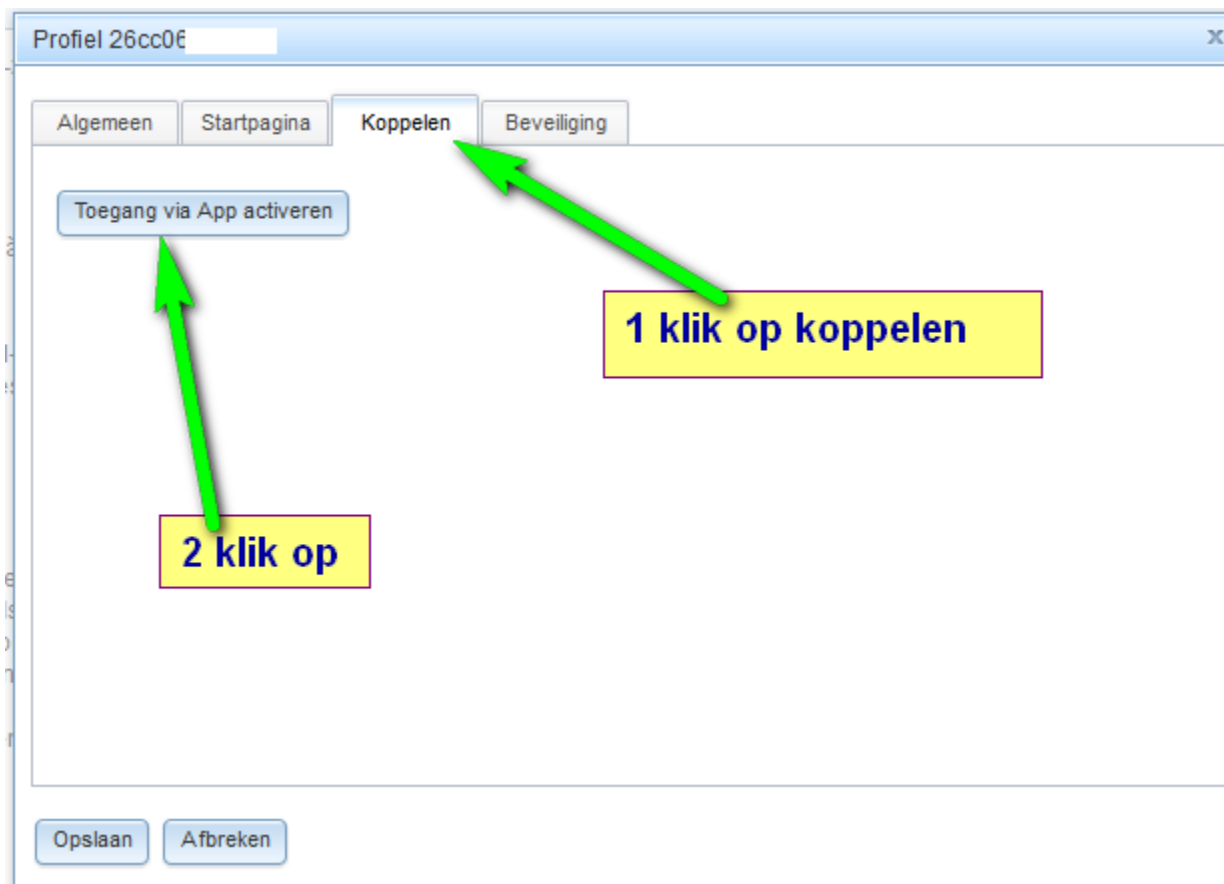 Profiel 26cc06
x
Algemeen Startpagina Koppelen Beveiliging
Toegang via App activeren
1 klik op koppelen
2 klik op
Opslaan Afbreken